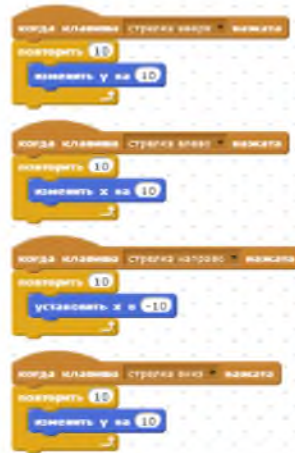 когда клавиша стрелка вверх нажата
повторить 10
изменить y на 10
когда клавиша стрелка влево нажата
повторить 10
изменить x на 10
когда клавиша стрелка направо нажата
повторить 10
установить x в -10
когда клавиша стрелка вниз нажата
повторить 10
изменить y на 10